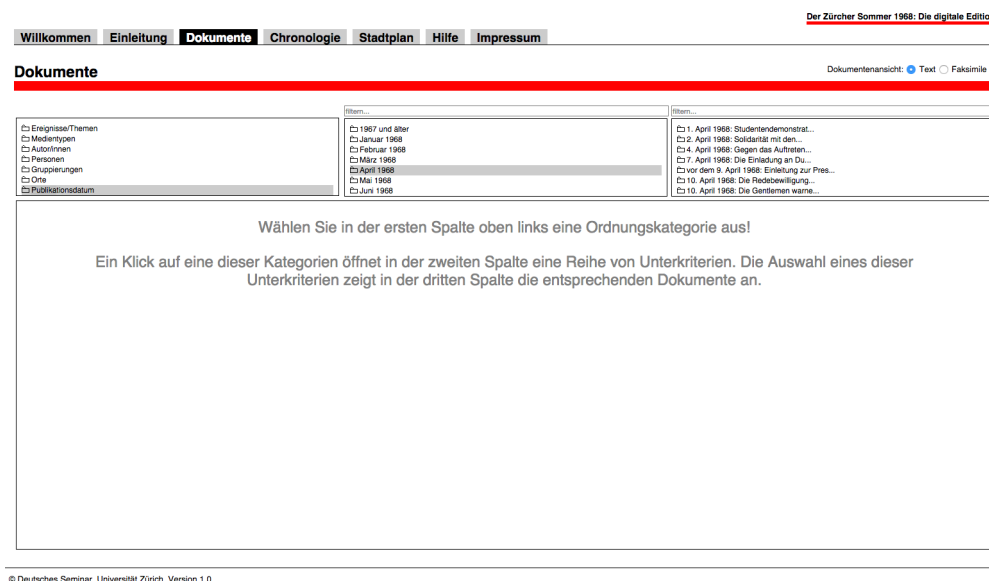 Der Zürcher Sommer 1968: Die digitale Editio
Willkommen Einleitung Dokumente Chronologie Stadtplan Hilfe Impressum
Dokumente
Dokumentenansicht: Text Faksimile
filtern...
filtern...
Ereignisse/Themen
Medientypen
Autor/innen
Personen
Gruppierungen
Orte
Publikationsdatum
1967 und älter
Januar 1968
Februar 1968
März 1968
April 1968
Mai 1968
Juni 1968
1. April 1968: Studentendemonstrat...
2. April 1968: Solidarität mit den...
4. April 1968: Gegen das Auftreten...
7. April 1968: Die Einladung an Du...
vor dem 9. April 1968: Einleitung zur Pres...
10. April 1968: Die Redebewilligung...
10. April 1968: Die Gentlemen warne...
Wählen Sie in der ersten Spalte oben links eine Ordnungskategorie aus!
Ein Klick auf eine dieser Kategorien öffnet in der zweiten Spalte eine Reihe von Unterkriterien. Die Auswahl eines dieser
Unterkriterien zeigt in der dritten Spalte die entsprechenden Dokumente an.
© Deutsches Seminar, Universität Zürich, Version 1.0